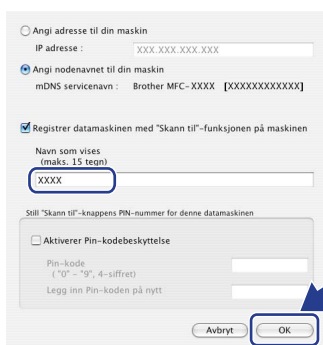 Angi adresse til din maskin
IP adresse : XXX.XXX.XXX.XXX
Angi nodenavnet til din maskin
mDNS servicenavn : Brother MFC-XXXX [XXXXXXXXXXXX]
Registrer datamaskinen med "Skann til"-funksjonen på maskinen
Navn som vises
(maks. 15 tegn)
XXXX
Still "Skann til"-knappens PIN-nummer for denne datamaskinen
Aktiverer Pin-kodebeskyttelse
Pin-kode
( "0" - "9", 4-siffret)
Legg inn Pin-koden på nytt
Avbryt OK